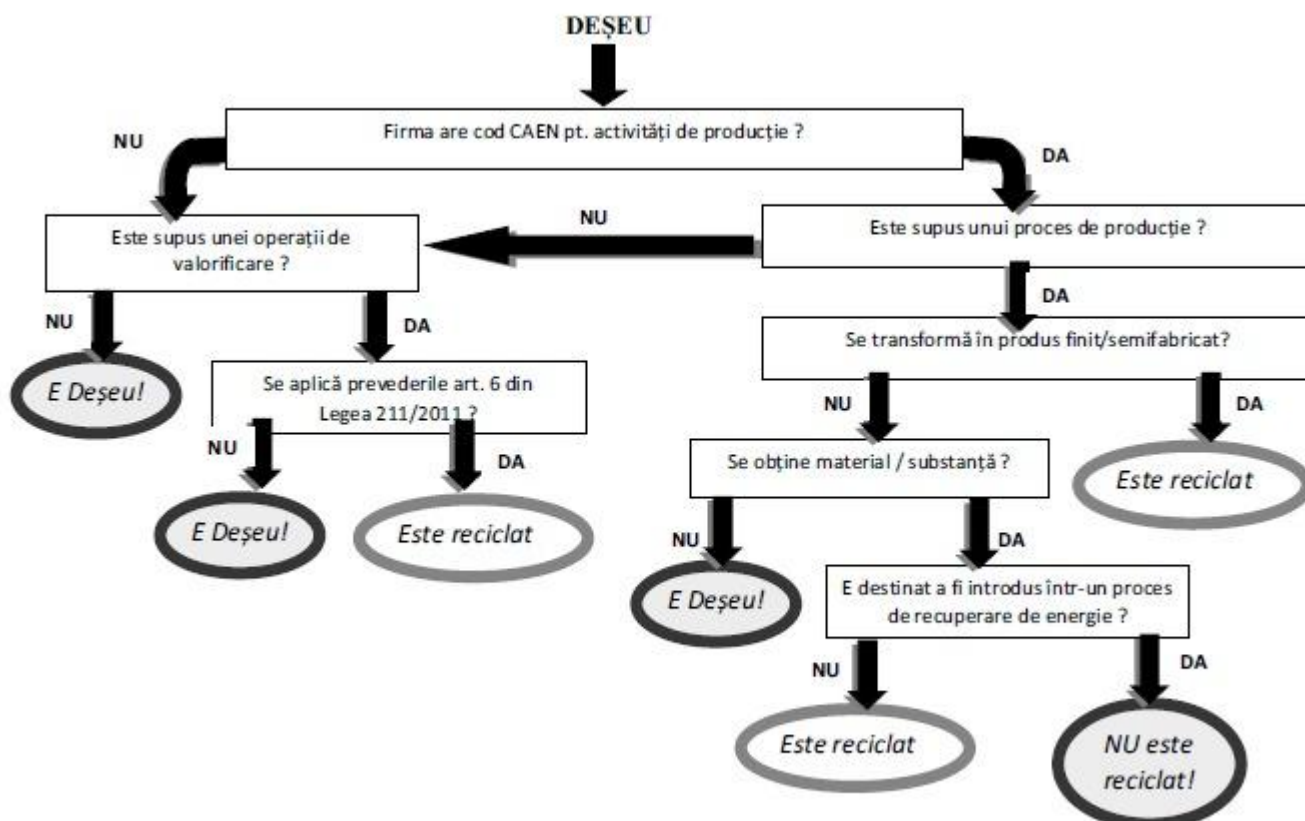 DEȘEU
Firma are cod CAEN pt. activități de producție ?
NU
DA
Este supus unei operații de
valorificare ?
NU
Este supus unui proces de producție ?
NU
DA
DA
Se transformă în produs finit/semifabricat?
E Deșeu!
Se aplică prevederile art. 6 din
Legea 211/2011 ?
NU
DA
NU
DA
Se obține material / substanță ?
Este reciclat
E Deșeu!
Este reciclat
NU
DA
E Deșeu!
E destinat a fi introdus într-un proces
de recuperare de energie ?
NU
DA
Este reciclat
NU este
reciclat!